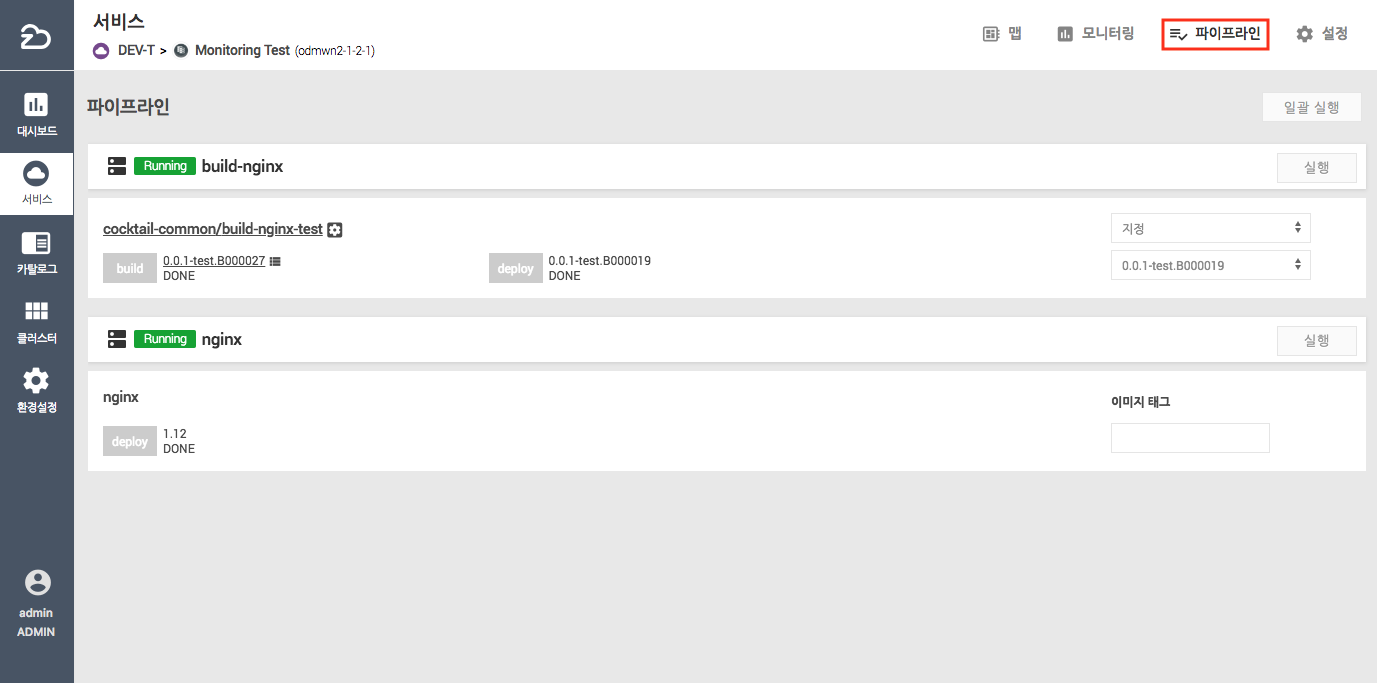 서비스
DEV-T > Monitoring Test (odmwn2-1-2-1)
맵
모니터링
파이프라인
설정
대시보드
서비스
카탈로그
클러스터
환경설정
admin
ADMIN
파이프라인
일괄 실행
Running build-nginx
실행
cocktail-common/build-nginx-test
지정
build
0.0.1-test.B000027
DONE
deploy
0.0.1-test.B000019
DONE
0.0.1-test.B000019
Running nginx
실행
nginx
이미지 태그
deploy
1.12
DONE